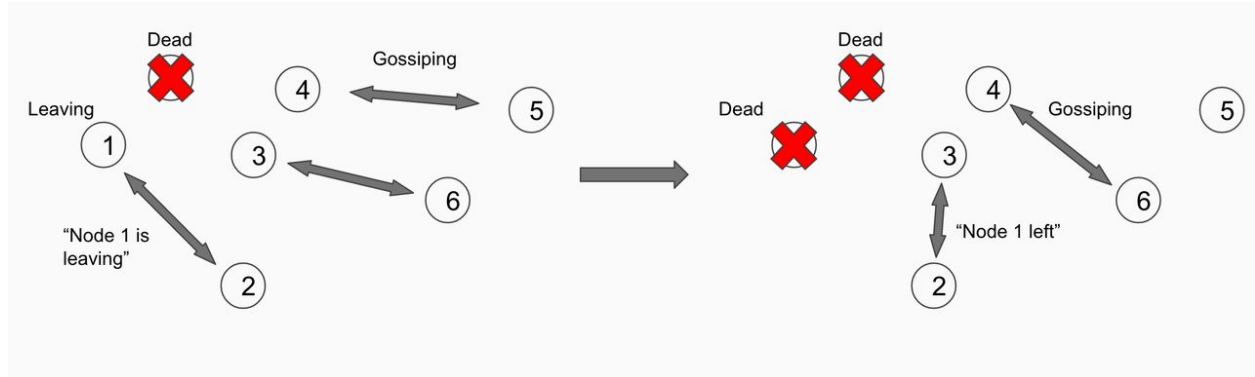 Dead
Gossiping
4
Leaving
5
1
3
6
“Node 1 is
leaving”
2
Dead
4
Dead
Gossiping
5
3
6
“Node 1 left”
2